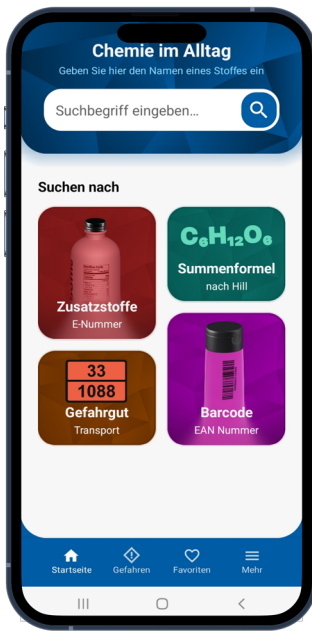 Chemie im Alltag
Geben Sie hier den Namen eines Stoffes ein
Suchbegriff eingeben...
Suchen nach
Zusatzstoffe
E-Nummer
C₆H₁₂O₆
Summenformel
nach Hill
33
1088
Gefahrgut
Transport
Barcode
EAN Nummer
Startseite
Gefahren
Favoriten
Mehr